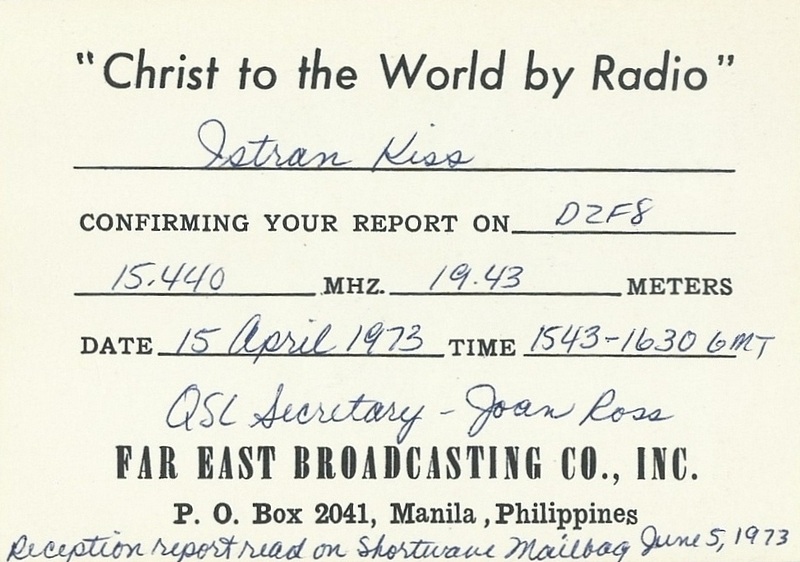 "Christ to the World by Radio"
Istran Kiss
CONFIRMING YOUR REPORT ON DZF8
15.440 MHZ. 19.43 METERS
DATE 15 April 1973 TIME 1543-1630 GMT
QSL Secretary - Joan Ross
FAR EAST BROADCASTING CO., INC.
P. O. Box 2041, Manila, Philippines
Reception report read on Shortwave Mailbag June 5, 1973